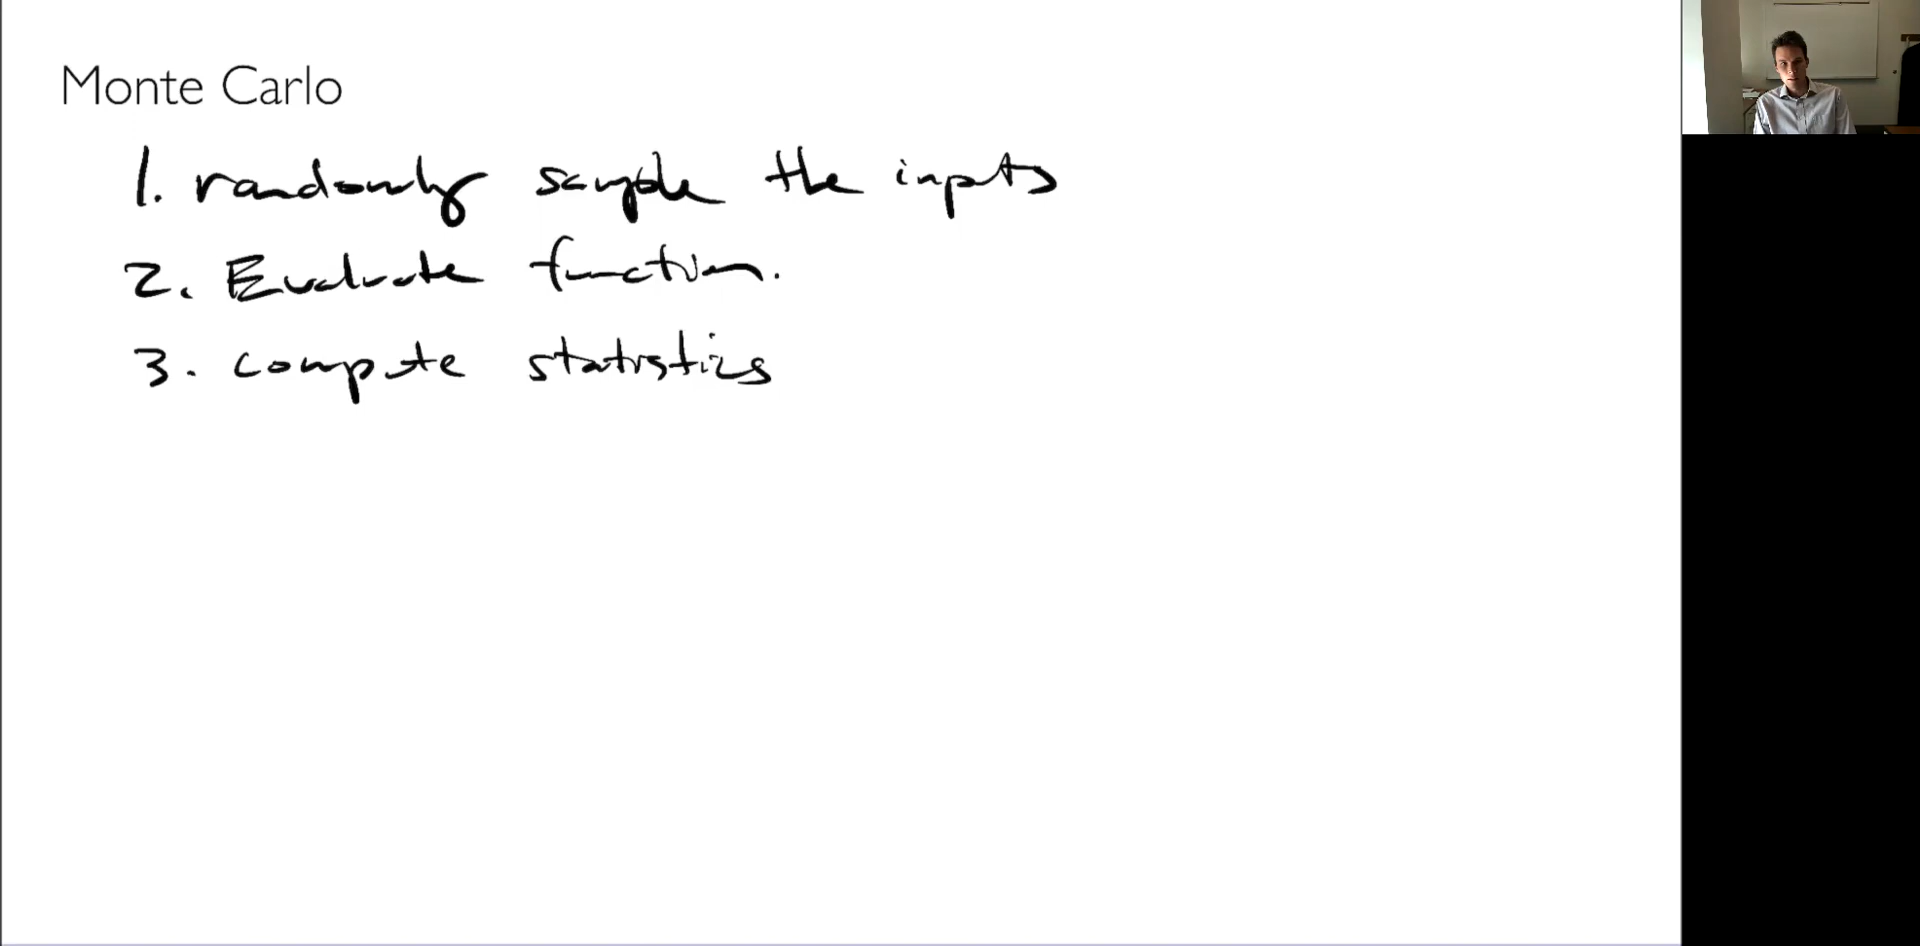 Monte Carlo
1. randomly sample the inputs
2. Evaluate function.
3. compute statistics